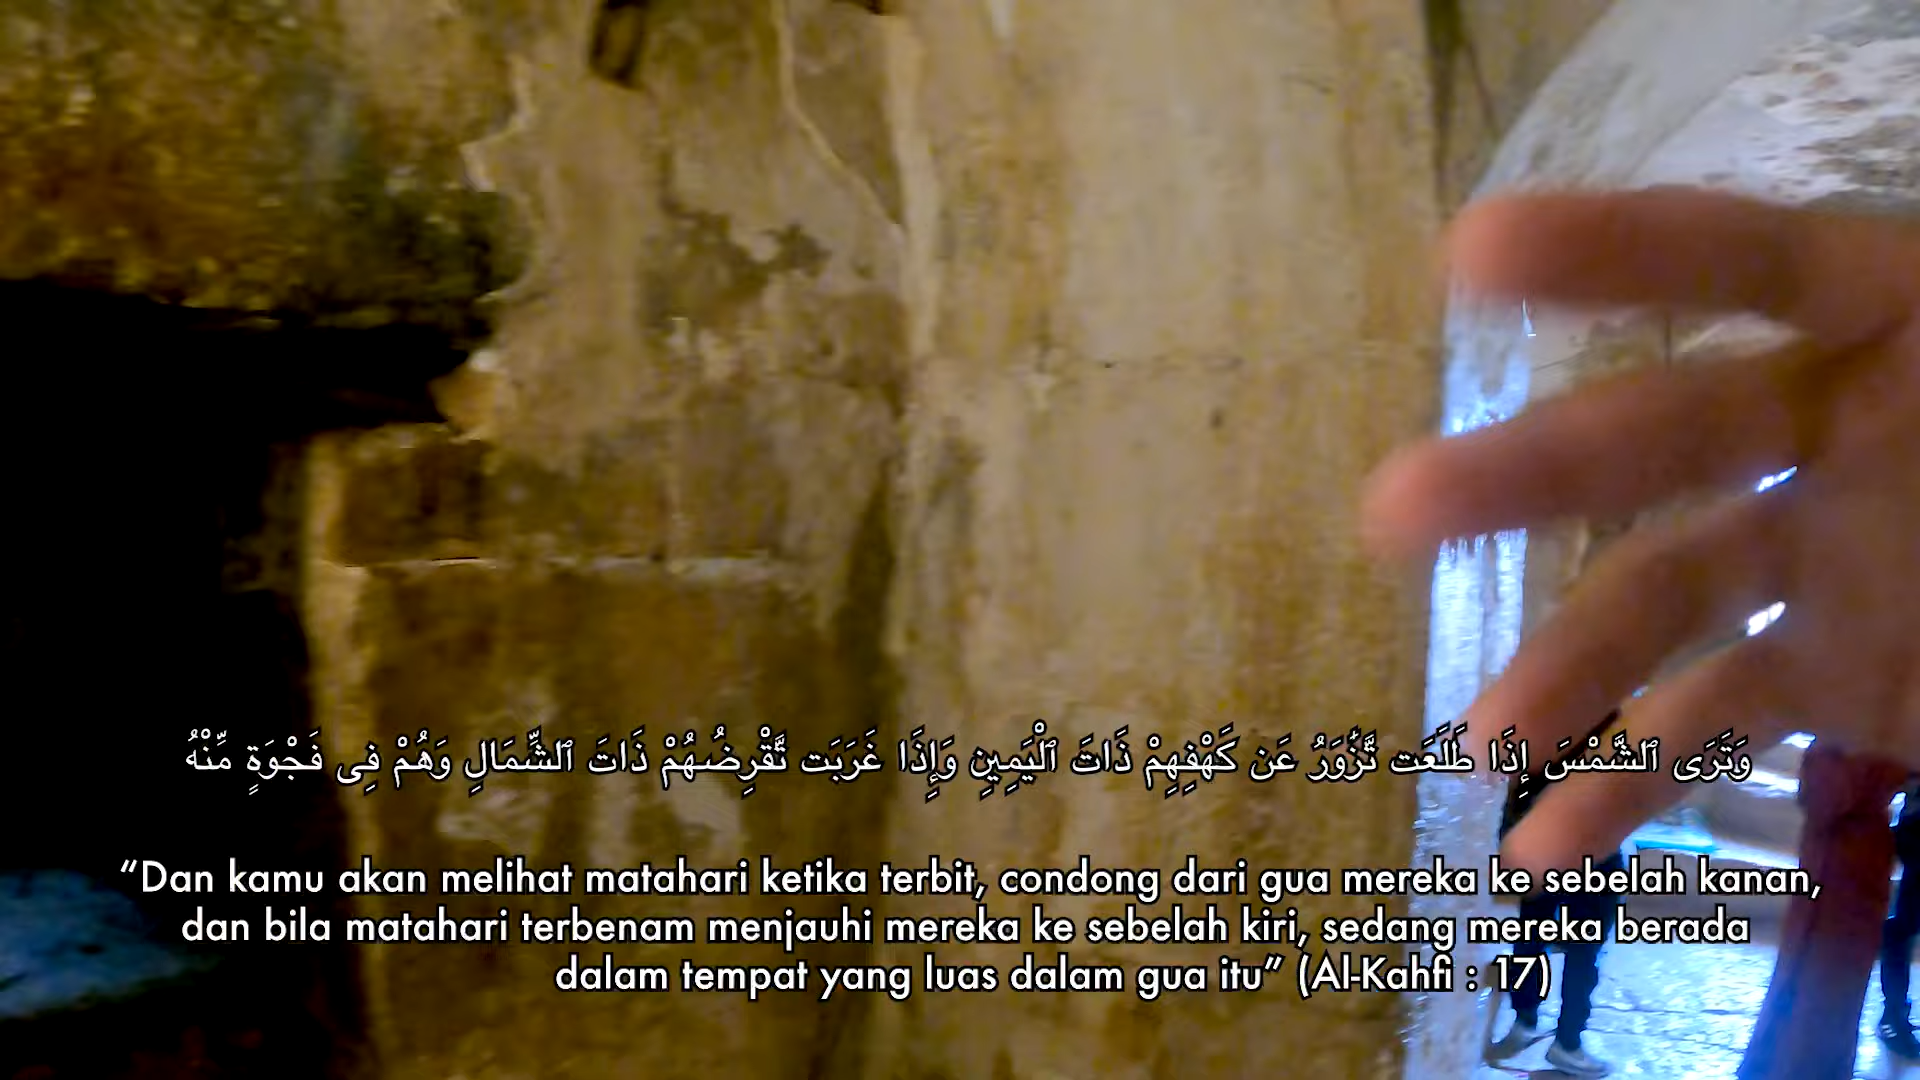 وَتَرَى ٱلشَّمْسَ إِذَا طَلَعَت تَّزَٰوَرُ عَن كَهْفِهِمْ ذَاتَ ٱلْيَمِينِ وَإِذَا غَرَبَت تَّقْرِضُهُمْ ذَاتَ ٱلشِّمَالِ وَهُمْ فِى فَجْوَةٍ مِّنْهُ
“Dan kamu akan melihat matahari ketika terbit, condong dari gua mereka ke sebelah kanan,
dan bila matahari terbenam menjauhi mereka ke sebelah kiri, sedang mereka berada
dalam tempat yang luas dalam gua itu” (Al-Kahfi : 17)